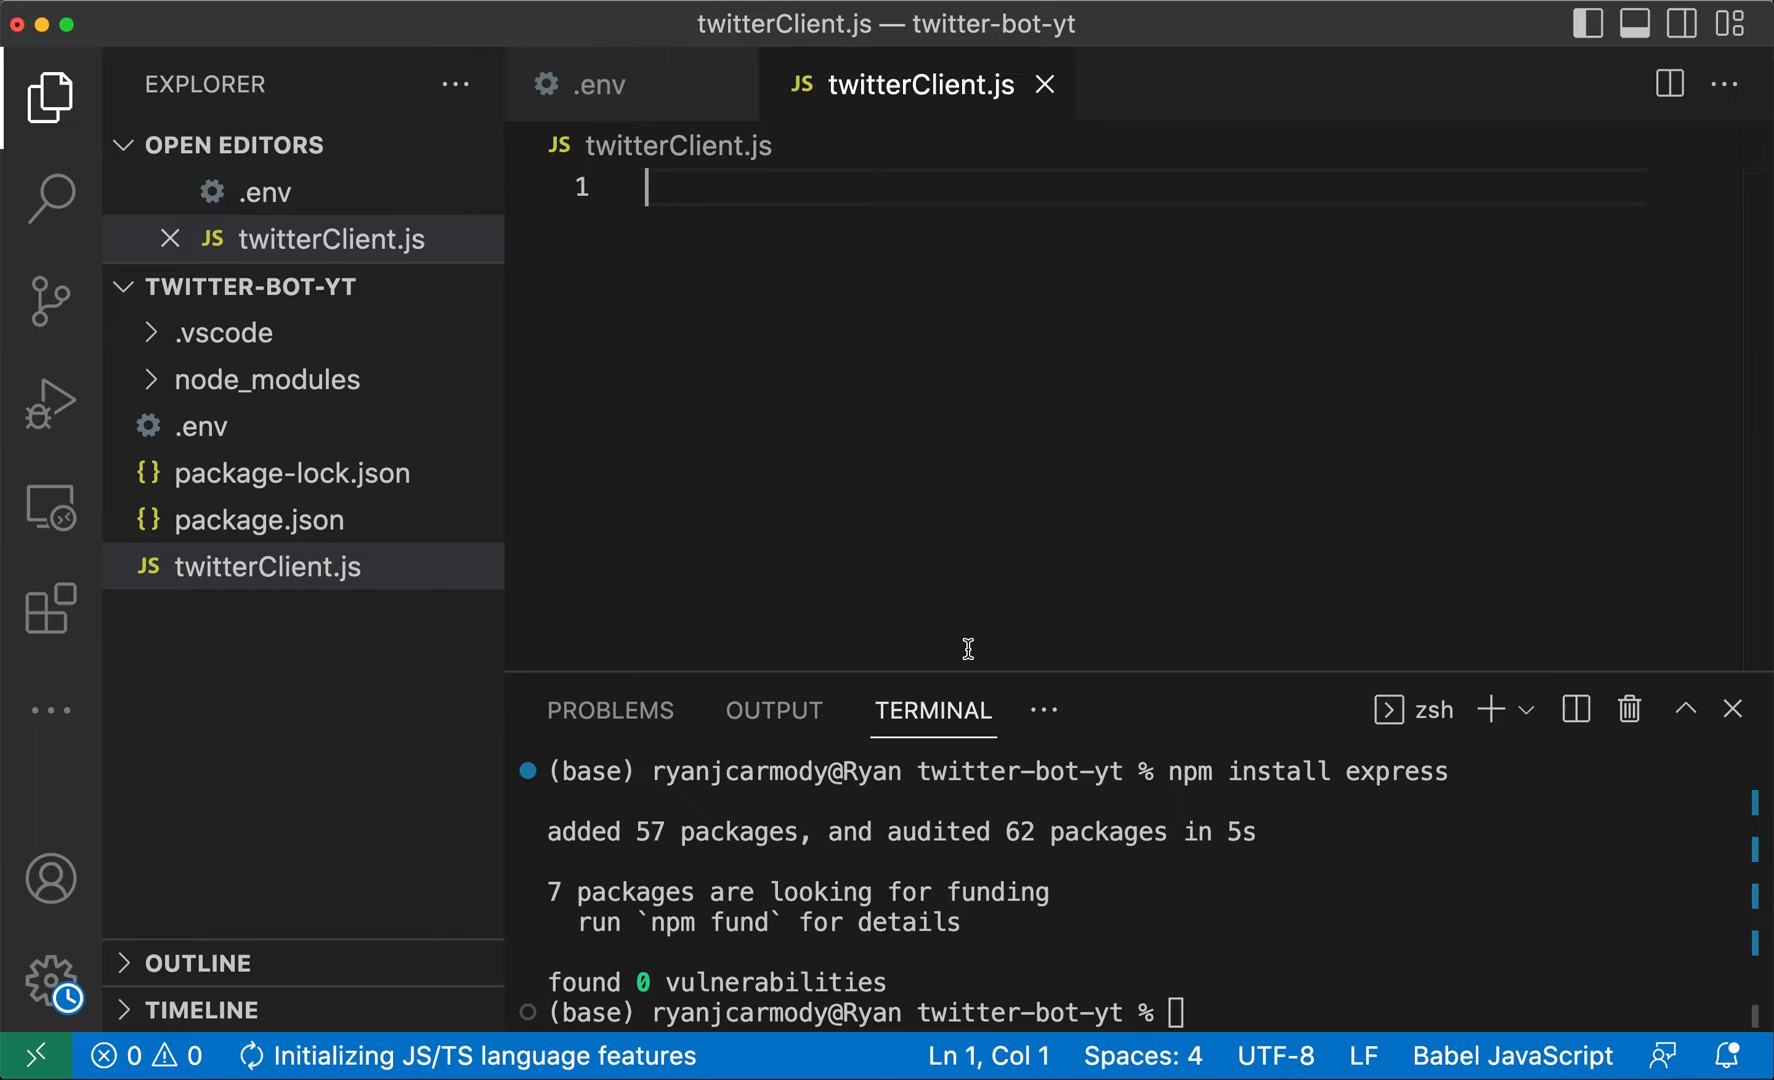 twitterClient.js — twitter-bot-yt
EXPLORER
OPEN EDITORS
.env
JS twitterClient.js
TWITTER-BOT-YT
.vscode
node_modules
.env
{} package-lock.json
{} package.json
JS twitterClient.js
OUTLINE
TIMELINE
.env
JS twitterClient.js
JS twitterClient.js
1
PROBLEMS OUTPUT TERMINAL
zsh
(base) ryanjcarmody@Ryan twitter-bot-yt % npm install express
added 57 packages, and audited 62 packages in 5s
7 packages are looking for funding
run `npm fund` for details
found 0 vulnerabilities
(base) ryanjcarmody@Ryan twitter-bot-yt %
0 0 Initializing JS/TS language features Ln 1, Col 1 Spaces: 4 UTF-8 LF Babel JavaScript